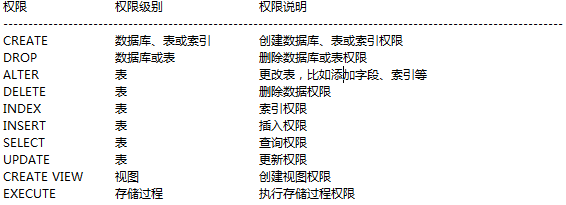 权限 权限级别 权限说明
--------------------------------------------------------------------------------
CREATE 数据库、表或索引 创建数据库、表或索引权限
DROP 数据库或表 删除数据库或表权限
ALTER 表 更改表，比如添加字段、索引等
DELETE 表 删除数据权限
INDEX 表 索引权限
INSERT 表 插入权限
SELECT 表 查询权限
UPDATE 表 更新权限
CREATE VIEW 视图 创建视图权限
EXECUTE 存储过程 执行存储过程权限